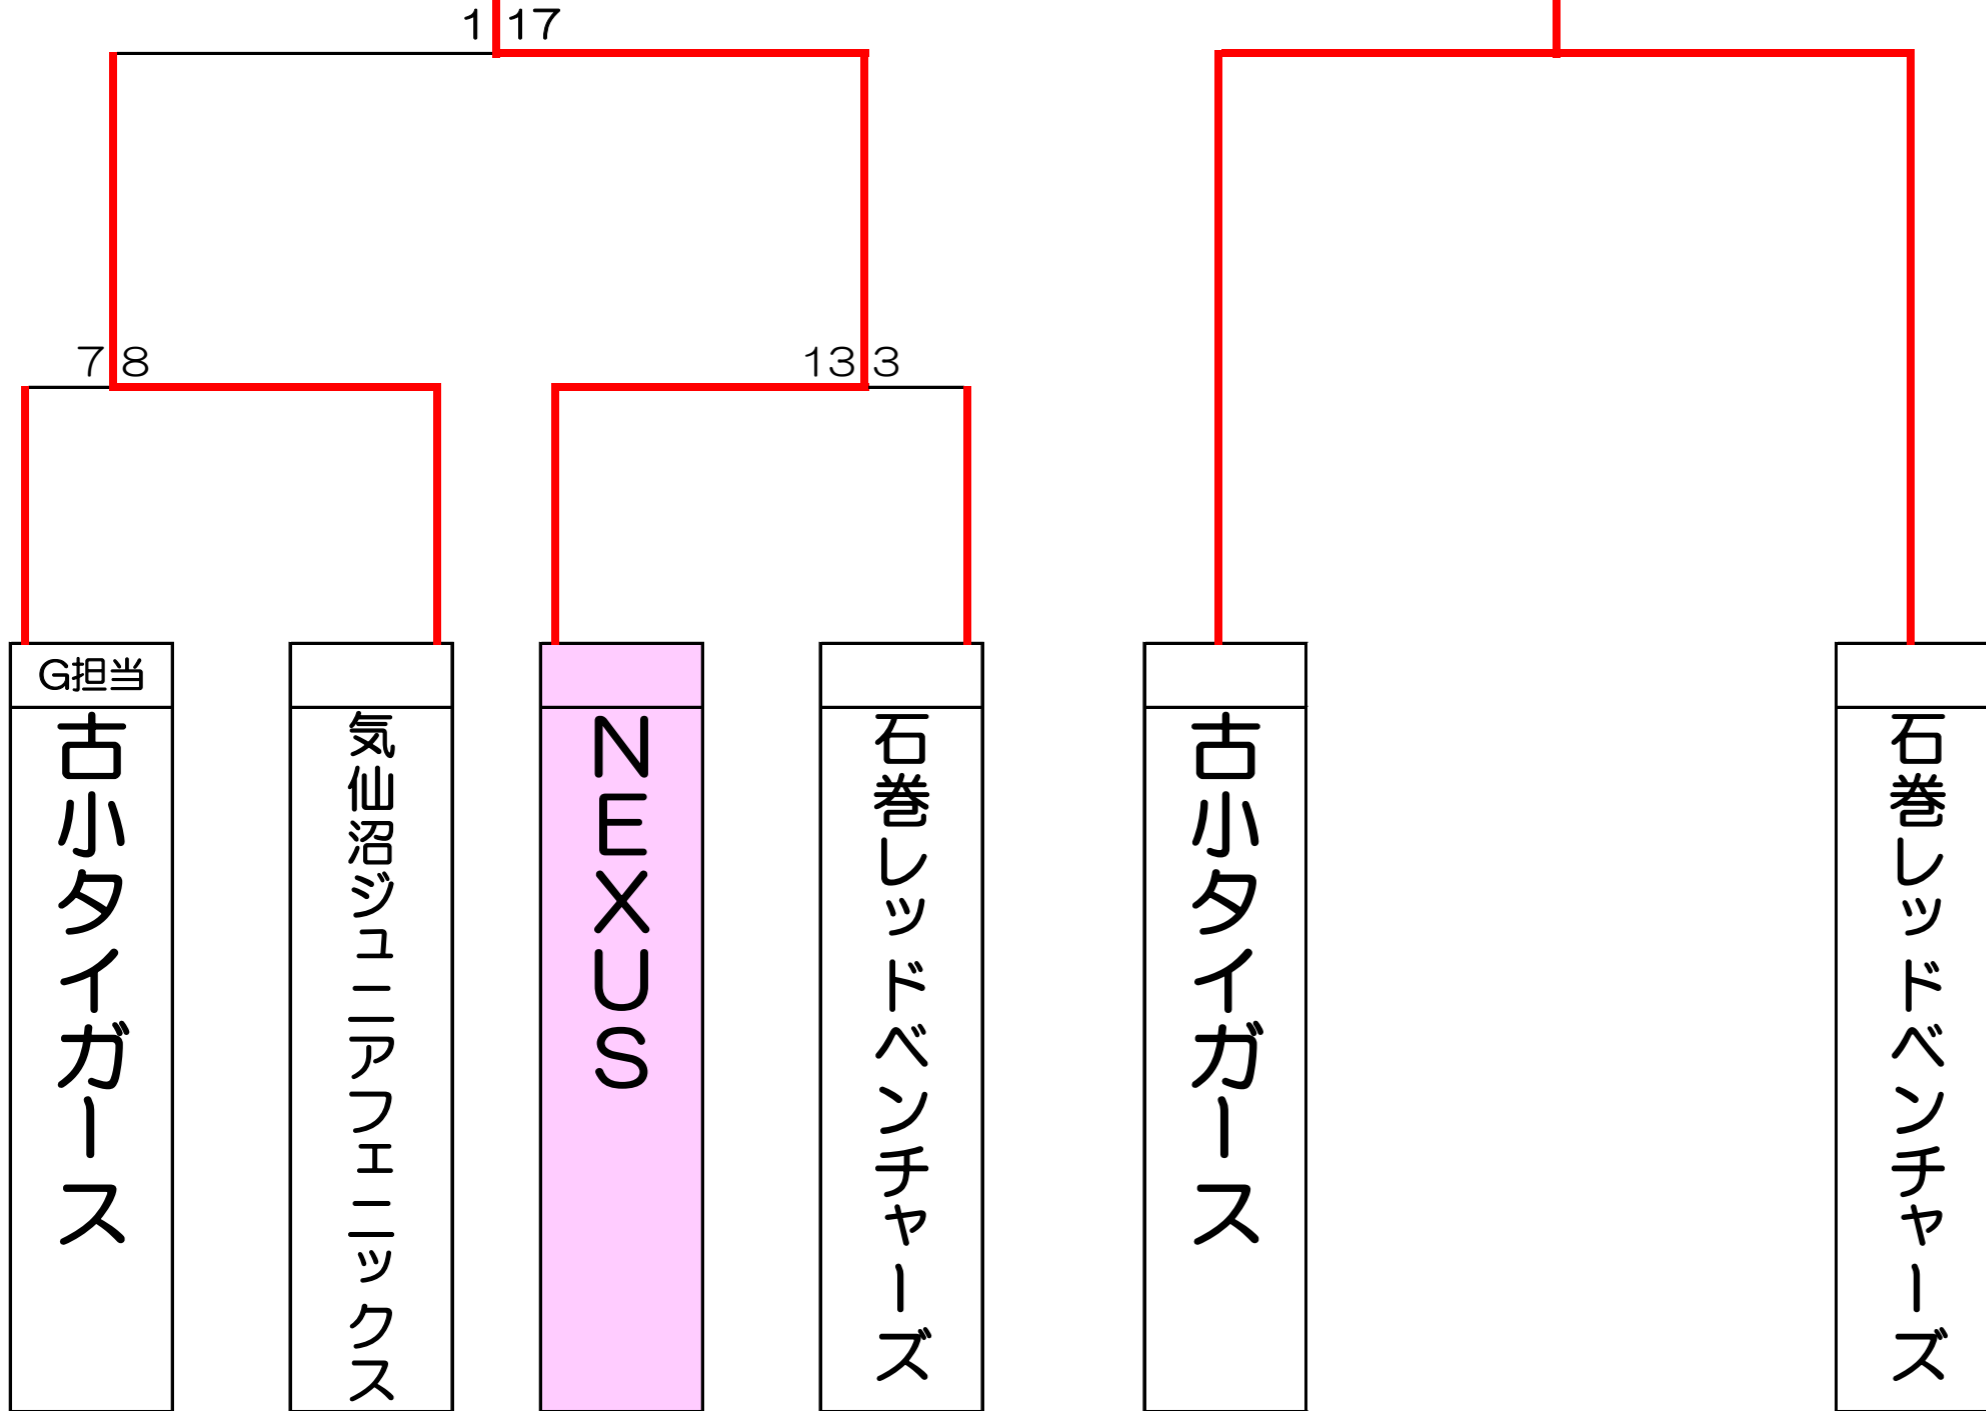 1 17
7 8
13 3
G担当
古小タイガース
気仙沼ジュニアフェニックス
NEXUS
石巻レッドベンチャーズ
古小タイガース
石巻レッドベンチャーズ